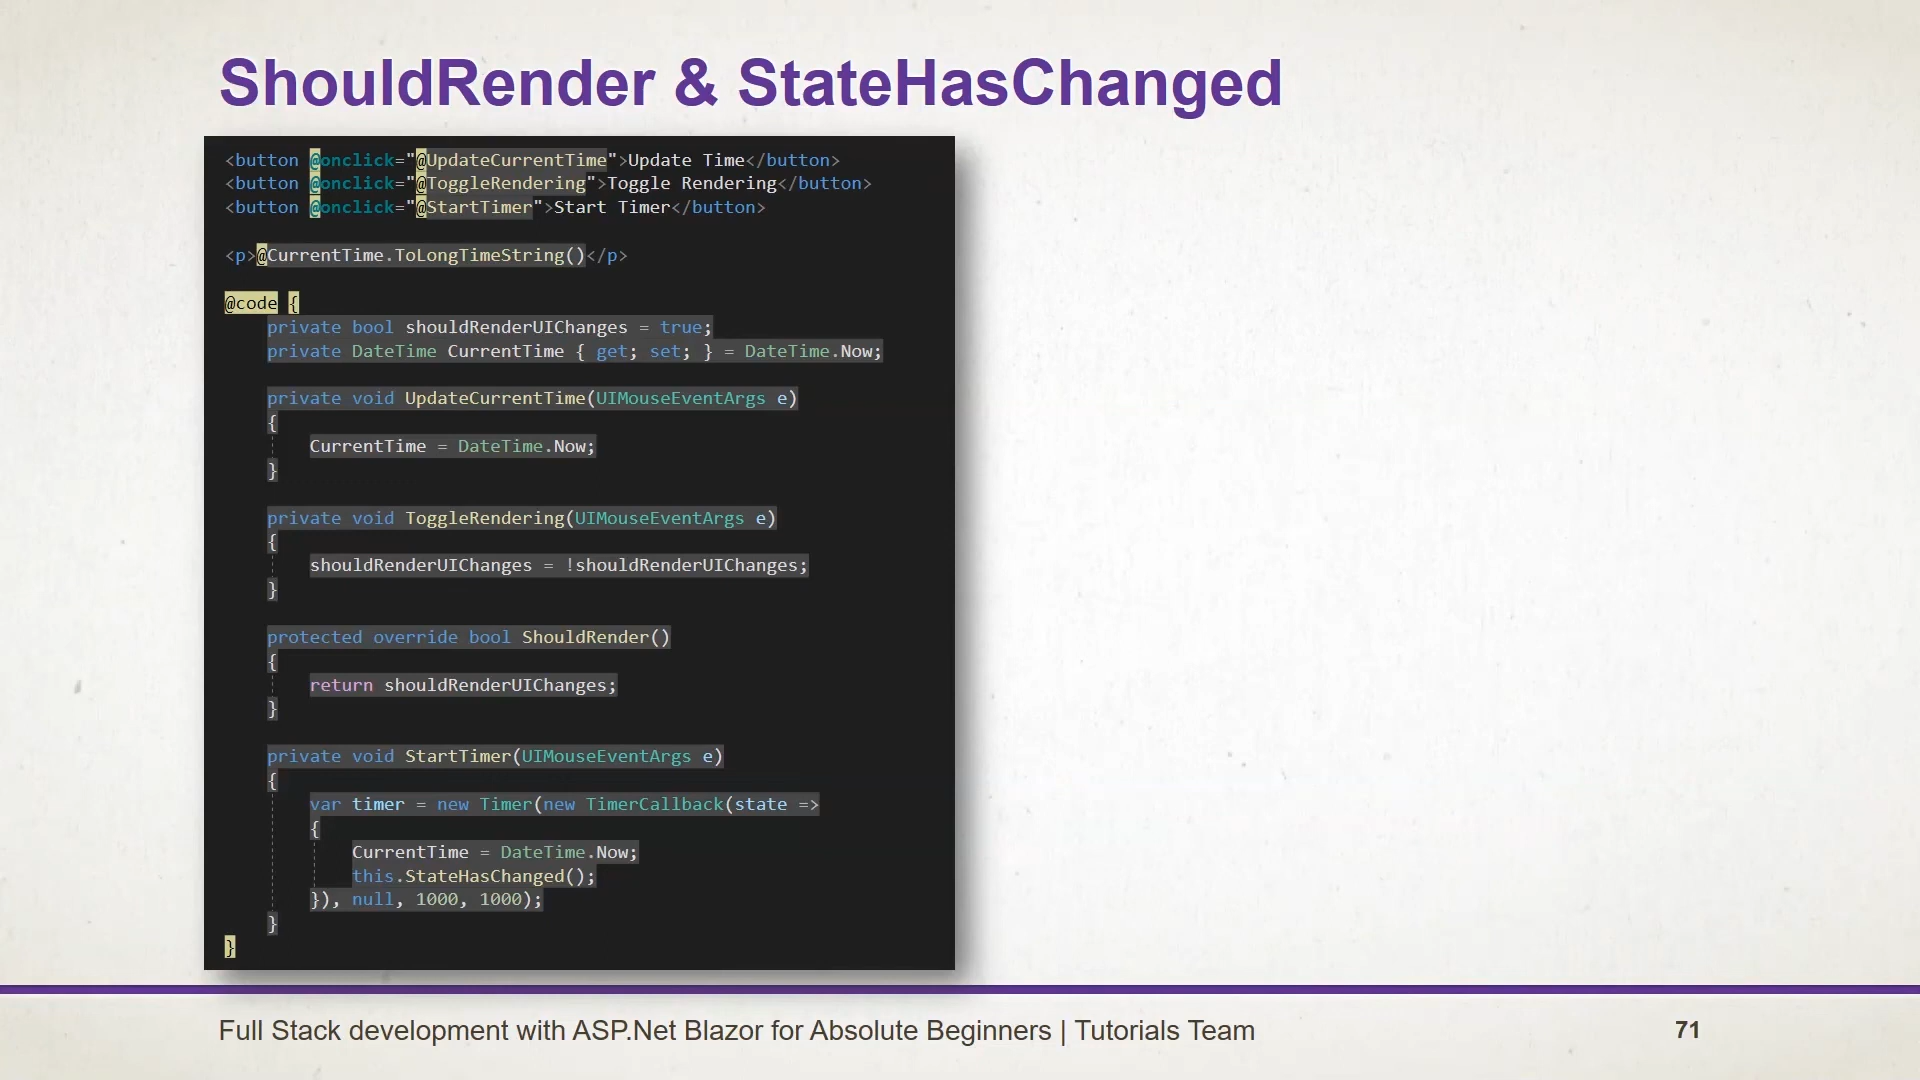 ShouldRender & StateHasChanged
<button @onclick="@UpdateCurrentTime">Update Time</button>
<button @onclick="@ToggleRendering">Toggle Rendering</button>
<button @onclick="@StartTimer">Start Timer</button>
<p>@CurrentTime.ToLongTimeString()</p>
@code {
private bool shouldRenderUIChanges = true;
private DateTime CurrentTime { get; set; } = DateTime.Now;
private void UpdateCurrentTime(UIMouseEventArgs e)
{
CurrentTime = DateTime.Now;
}
private void ToggleRendering(UIMouseEventArgs e)
{
shouldRenderUIChanges = !shouldRenderUIChanges;
}
protected override bool ShouldRender()
{
return shouldRenderUIChanges;
}
private void StartTimer(UIMouseEventArgs e)
{
var timer = new Timer(new TimerCallback(state =>
{
CurrentTime = DateTime.Now;
this.StateHasChanged();
}), null, 1000, 1000);
}
}
Full Stack development with ASP.Net Blazor for Absolute Beginners | Tutorials Team
71